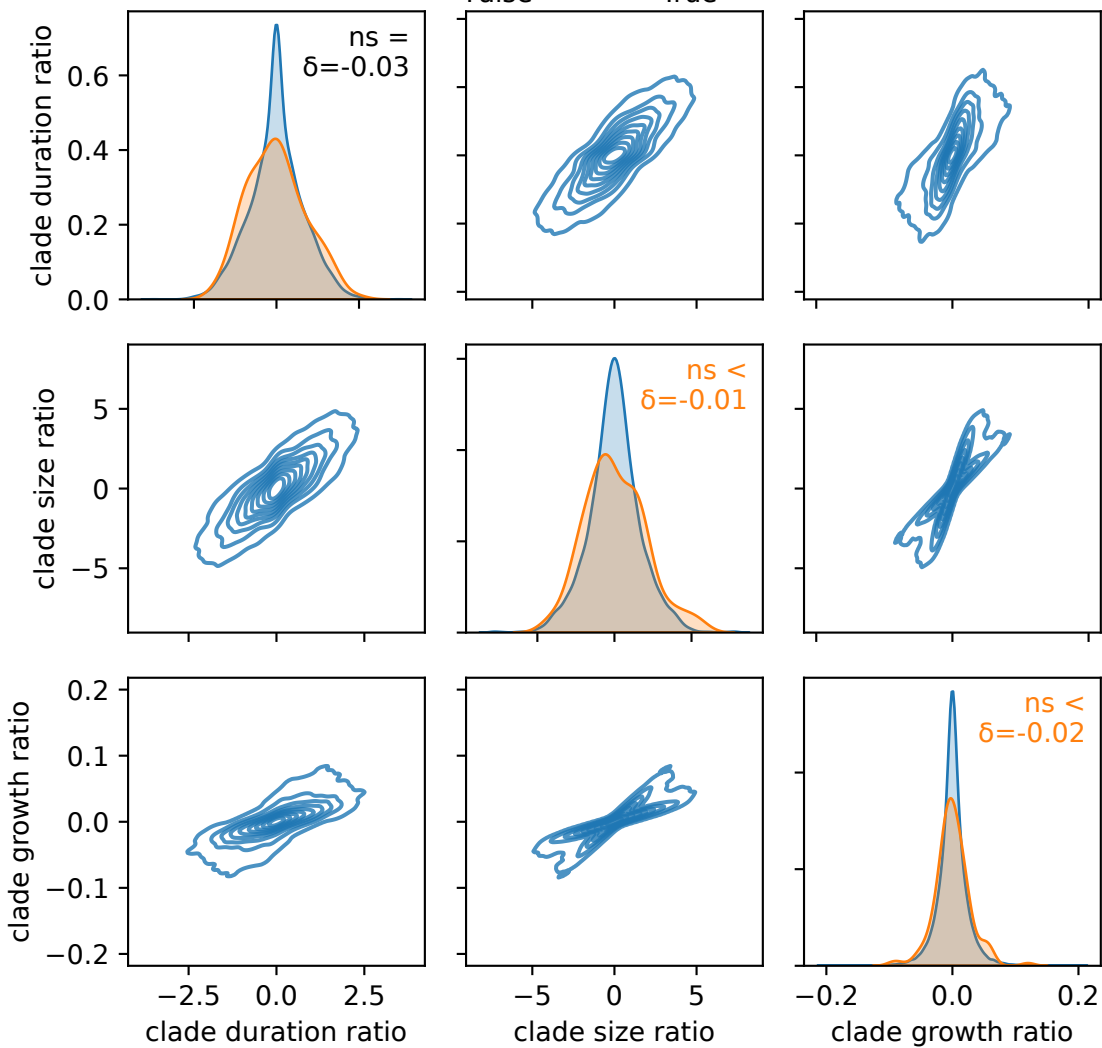 ns =
δ=-0.03
clade duration ratio
0.6
0.4
0.2
0.0
ns <
δ=-0.01
clade size ratio
5
0
−5
ns <
δ=-0.02
clade growth ratio
0.2
0.1
0.0
−0.1
−0.2
−2.5 0.0 2.5
−5 0 5
−0.2 0.0 0.2
clade duration ratio
clade size ratio
clade growth ratio